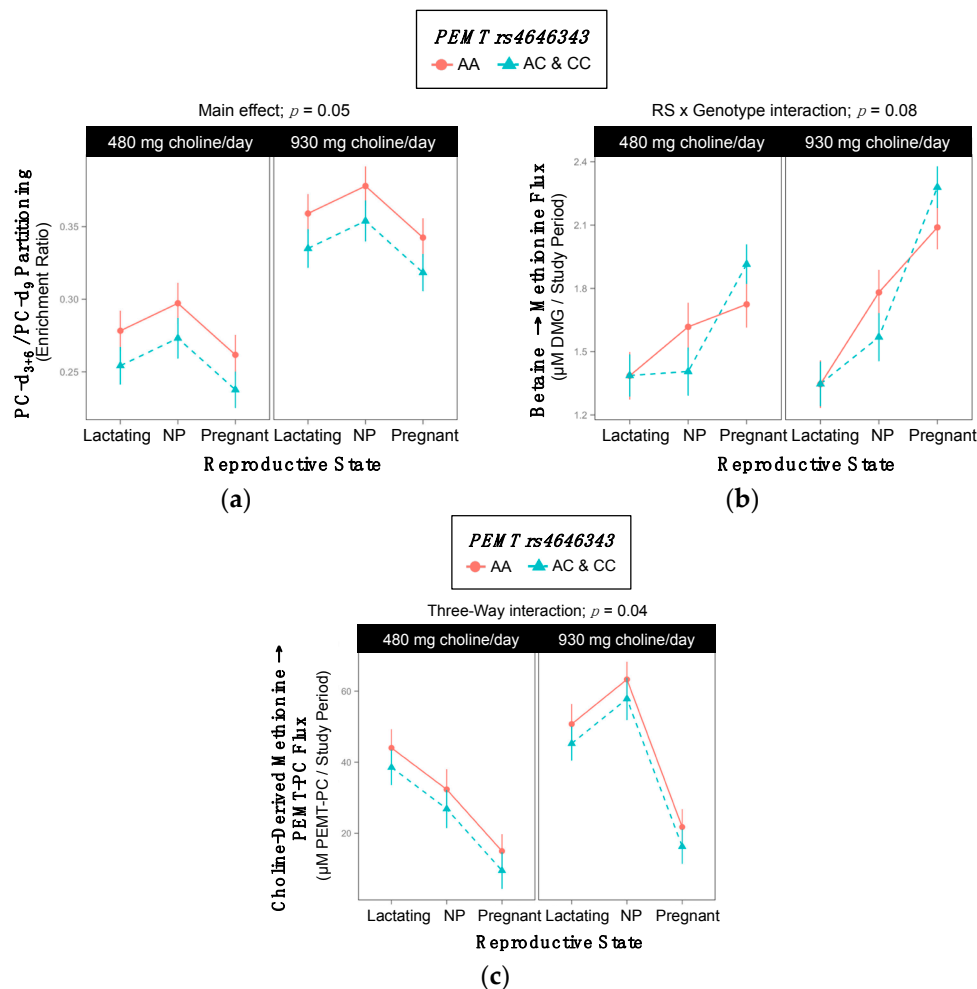 PEMT rs4646343
AA AC & CC
Main effect; p = 0.05
480 mg choline/day 930 mg choline/day
PC-d3+6/PC-d9 Partitioning
(Enrichment Ratio)
0.35
0.30
0.25
Lactating NP Pregnant Lactating NP Pregnant
Reproductive State
(a)
RS x Genotype interaction; p = 0.08
480 mg choline/day 930 mg choline/day
Betaine → Methionine Flux
(µM DMG / Study Period)
2.4
2.1
1.8
1.5
1.2
Lactating NP Pregnant Lactating NP Pregnant
Reproductive State
(b)
PEMT rs4646343
AA AC & CC
Three-Way interaction; p = 0.04
480 mg choline/day 930 mg choline/day
Choline-Derived Methionine →
PEMT-PC Flux
(µM PEMT-PC / Study Period)
60
40
20
Lactating NP Pregnant Lactating NP Pregnant
Reproductive State
(c)